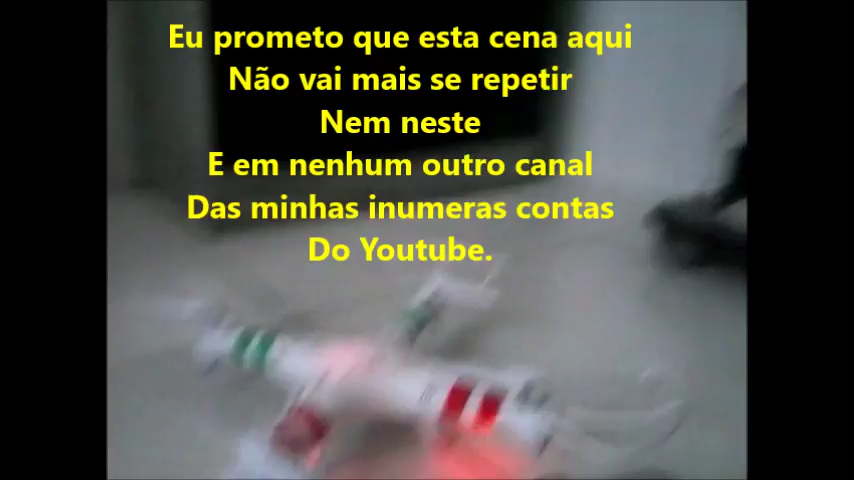 Eu prometo que esta cena aqui
Não vai mais se repetir
Nem neste
E em nenhum outro canal
Das minhas inumeras contas
Do Youtube.